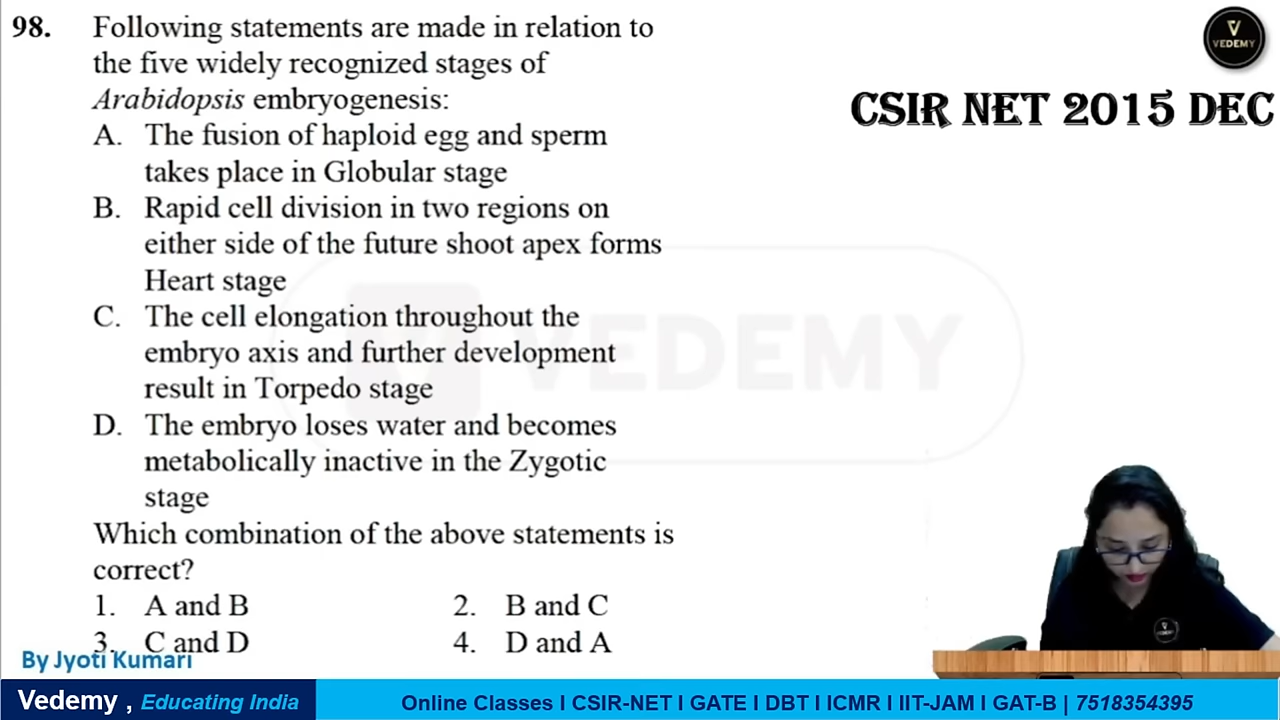 98. Following statements are made in relation to
the five widely recognized stages of
Arabidopsis embryogenesis:
A. The fusion of haploid egg and sperm
takes place in Globular stage
B. Rapid cell division in two regions on
either side of the future shoot apex forms
Heart stage
C. The cell elongation throughout the
embryo axis and further development
result in Torpedo stage
D. The embryo loses water and becomes
metabolically inactive in the Zygotic
stage
Which combination of the above statements is
correct?
1. A and B 2. B and C
3. C and D 4. D and A
V
VEDEMY
CSIR NET 2015 DEC
VEDEMY
By Jyoti Kumari
Vedemy , Educating India
Online Classes I CSIR-NET I GATE I DBT I ICMR I IIT-JAM I GAT-B | 7518354395